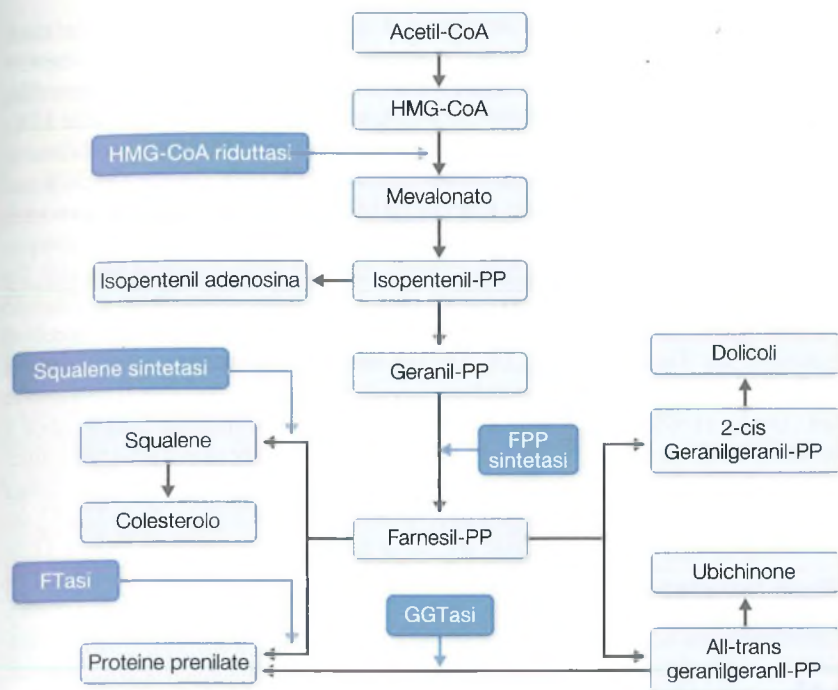 Acetil-CoA
HMG-CoA
HMG-CoA riduttasi
Mevalonato
Isopentenil adenosina
Isopentenil-PP
Squalene sintetasi
Geranil-PP
Dolicoli
Squalene
FPP
sintetasi
2-cis
Geranilgeranil-PP
Colesterolo
Farnesil-PP
FTasi
Ubichinone
GGTasi
Proteine prenilate
All-trans
geranilgeranil-PP